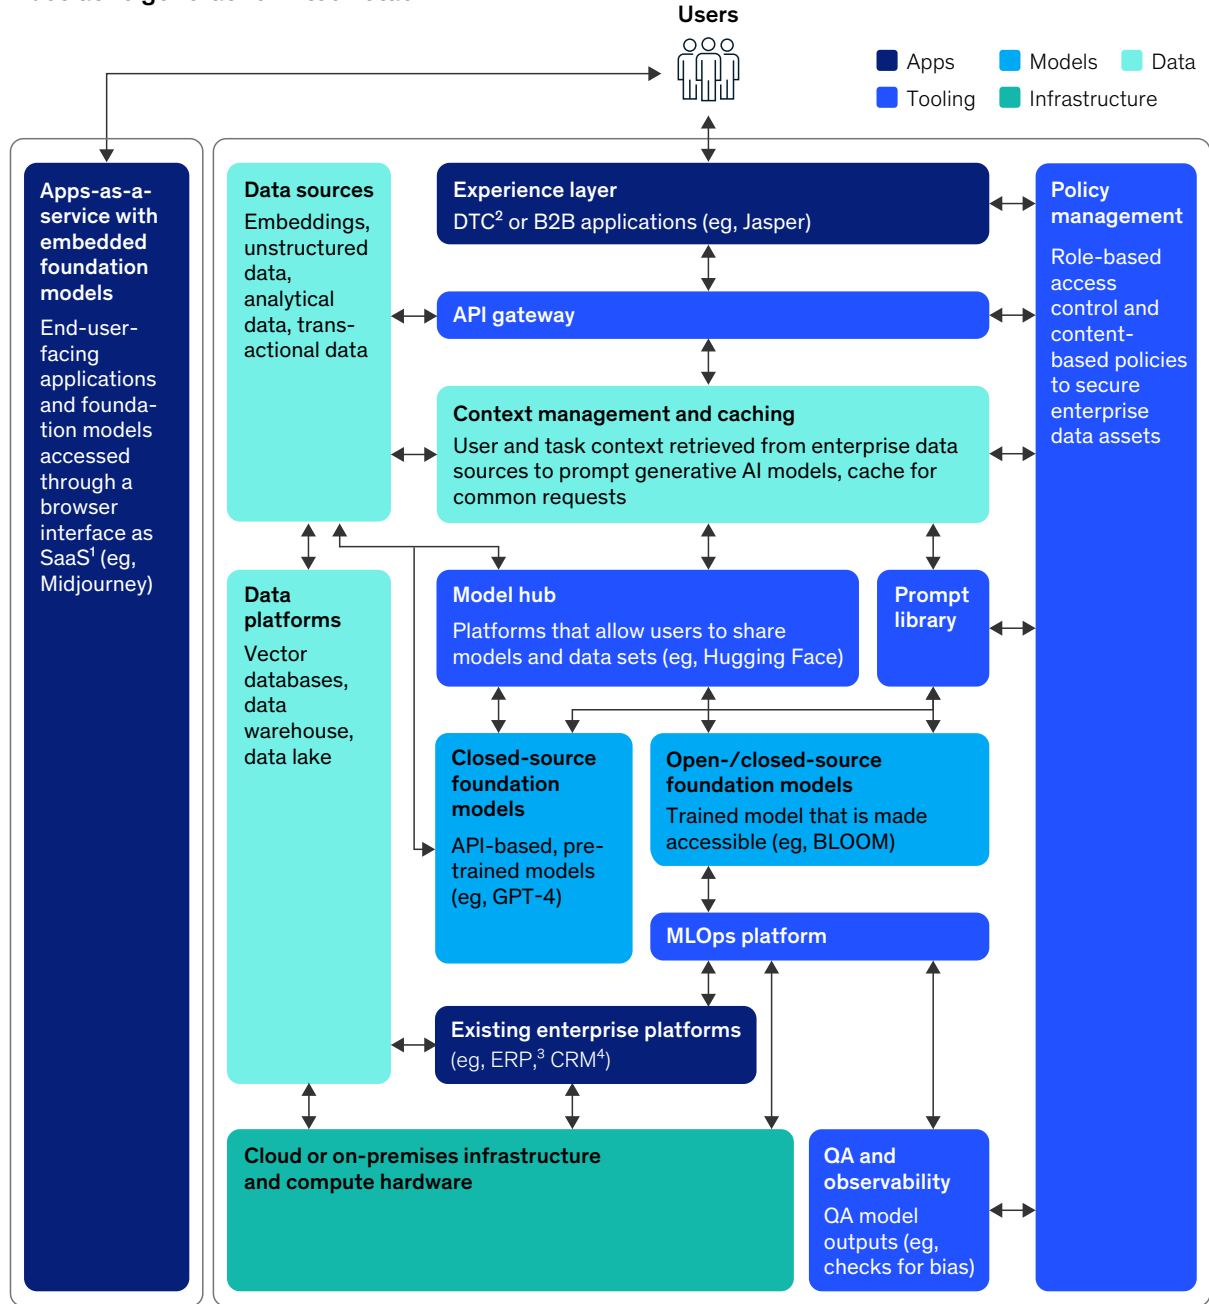 Users
Apps
Models
Data
Tooling
Infrastructure
Apps-as-a-
service with
embedded
foundation
models
End-user-
facing
applications
and founda-
tion models
accessed
through a
browser
interface as
SaaS¹ (eg,
Midjourney)
Data sources
Embeddings,
unstructured
data,
analytical
data, trans-
actional data
Experience layer
DTC² or B2B applications (eg, Jasper)
API gateway
Context management and caching
User and task context retrieved from enterprise data
sources to prompt generative AI models, cache for
common requests
Policy
management
Role-based
access
control and
content-
based policies
to secure
enterprise
data assets
Data
platforms
Vector
databases,
data
warehouse,
data lake
Model hub
Platforms that allow users to share
models and data sets (eg, Hugging Face)
Prompt
library
Closed-source
foundation
models
API-based, pre-
trained models
(eg, GPT-4)
Open-/closed-source
foundation models
Trained model that is made
accessible (eg, BLOOM)
MLOps platform
Existing enterprise platforms
(eg, ERP,³ CRM⁴)
Cloud or on-premises infrastructure
and compute hardware
QA and
observability
QA model
outputs (eg,
checks for bias)